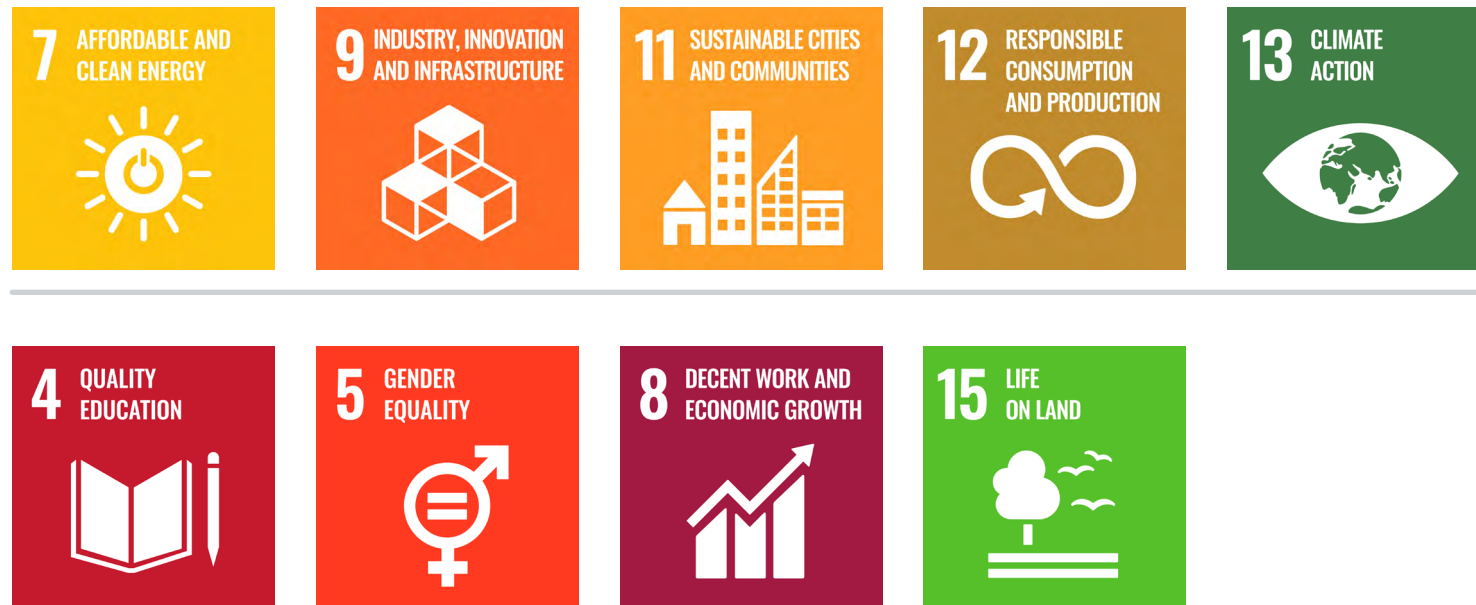 7 AFFORDABLE AND
CLEAN ENERGY
9 INDUSTRY, INNOVATION
AND INFRASTRUCTURE
11 SUSTAINABLE CITIES
AND COMMUNITIES
12 RESPONSIBLE
CONSUMPTION
AND PRODUCTION
13 CLIMATE
ACTION
4 QUALITY
EDUCATION
5 GENDER
EQUALITY
8 DECENT WORK AND
ECONOMIC GROWTH
15 LIFE
ON LAND